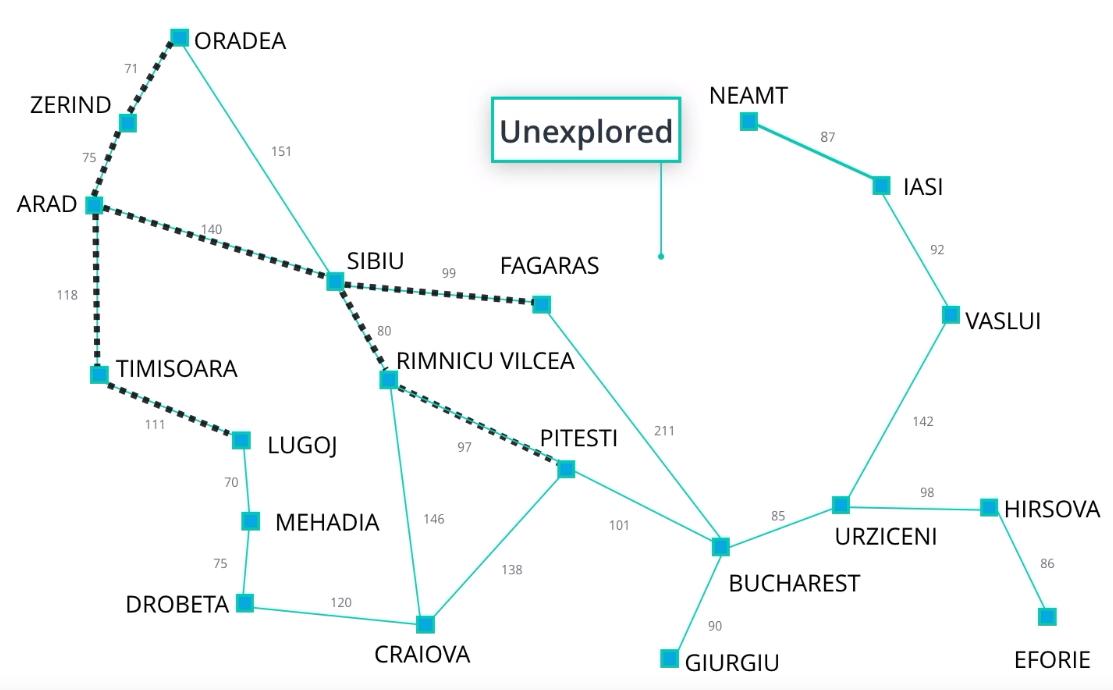 ORADEA
71
ZERIND
NEAMT
Unexplored
87
151
75
IASI
ARAD
140
92
SIBIU
FAGARAS
99
118
VASLUI
80
RIMNICU VILCEA
TIMISOARA
111
142
211
PITESTI
LUGOJ
97
70
98
HIRSOVA
MEHADIA
146
101
85
URZICENI
75
138
86
BUCHAREST
DROBETA
120
90
CRAIOVA
GIURGIU
EFORIE